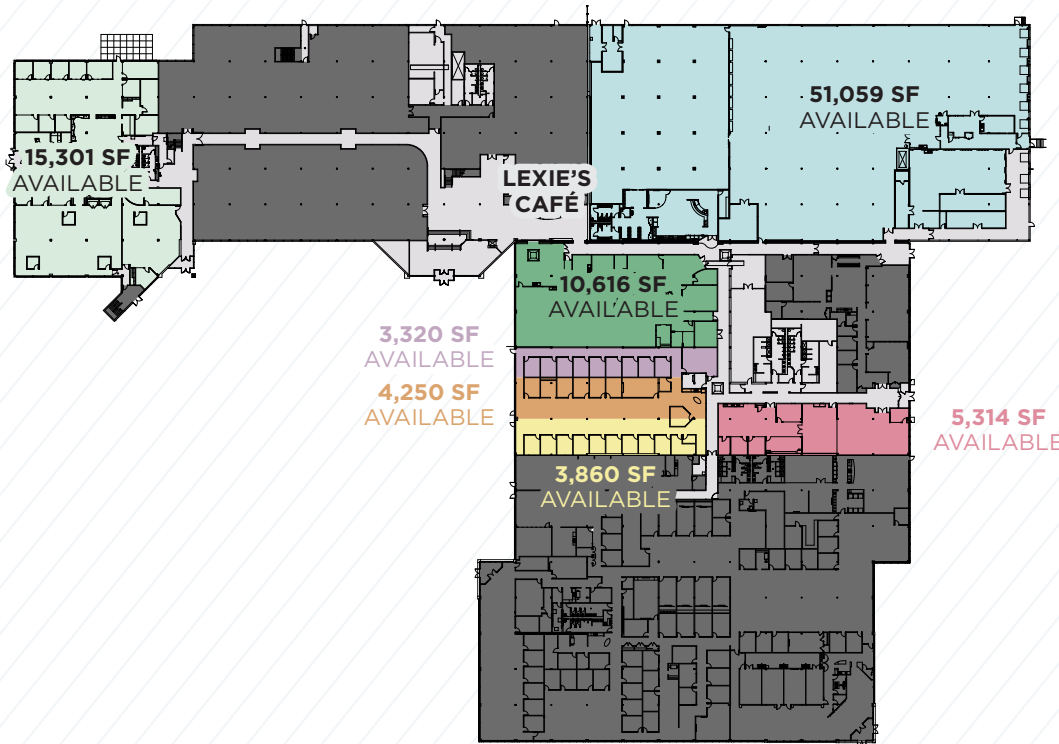 51,059 SF
AVAILABLE
15,301 SF
AVAILABLE
LEXIE'S
CAFÉ
10,616 SF
AVAILABLE
3,320 SF
AVAILABLE
4,250 SF
AVAILABLE
5,314 SF
AVAILABLE
3,860 SF
AVAILABLE